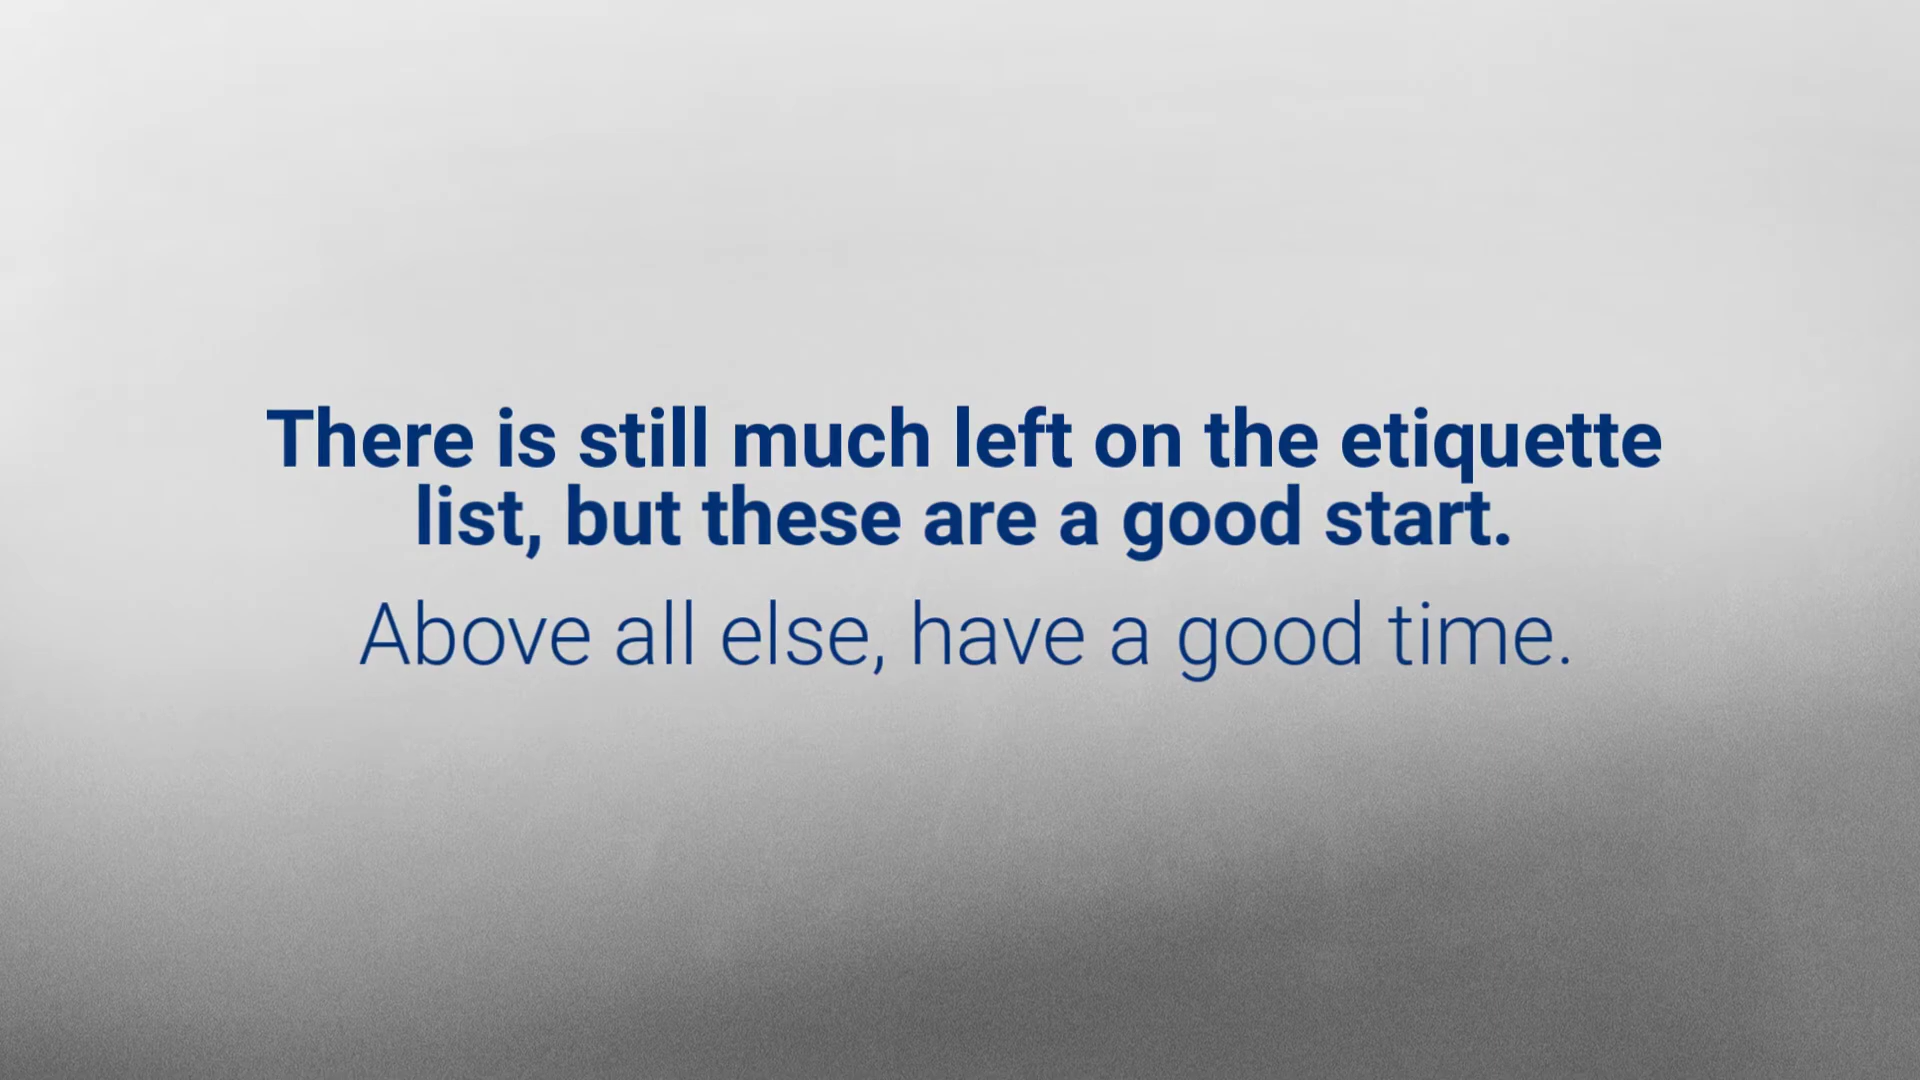 There is still much left on the etiquette
list, but these are a good start.
Above all else, have a good time.